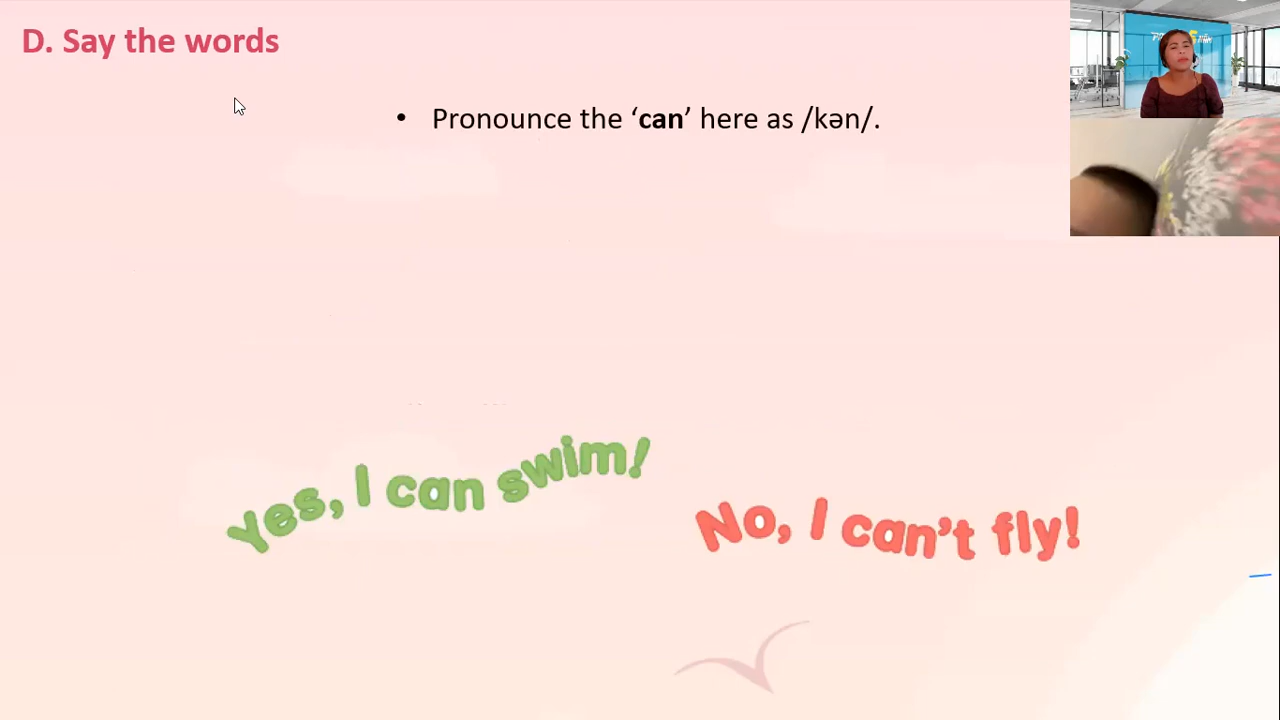 D. Say the words
• Pronounce the ‘can’ here as /kən/.
Yes, I can swim!
No, I can’t fly!